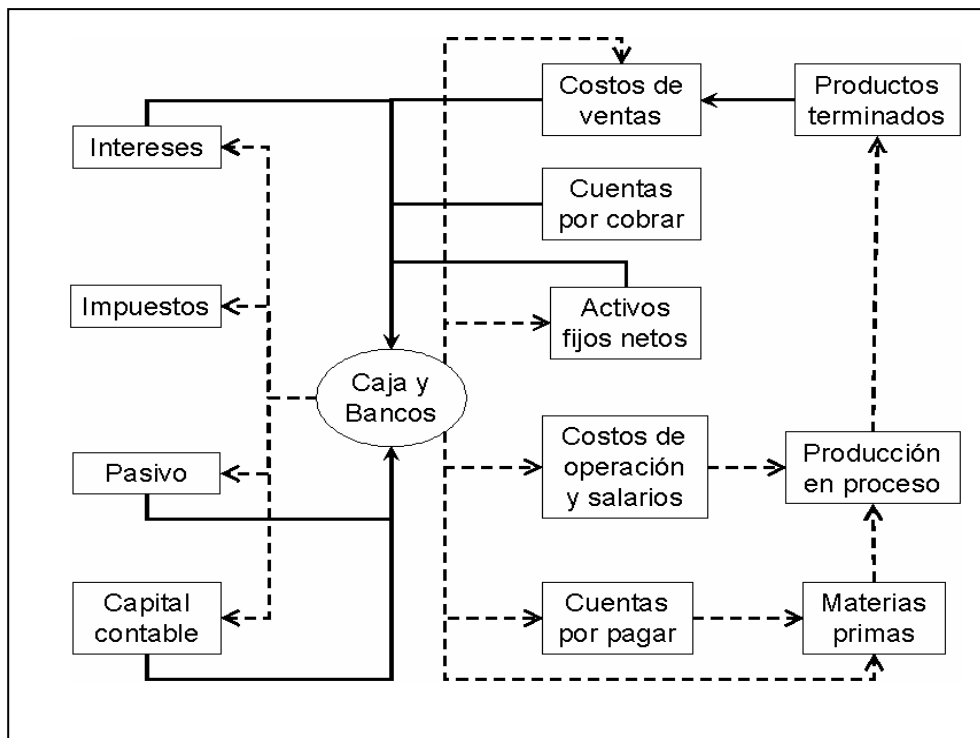 Costos de
ventas
Productos
terminados
Intereses
Cuentas
por cobrar
Impuestos
Activos
fijos netos
Caja y
Bancos
Costos de
operación
y salarios
Producción
en proceso
Pasivo
Capital
contable
Cuentas
por pagar
Materias
primas